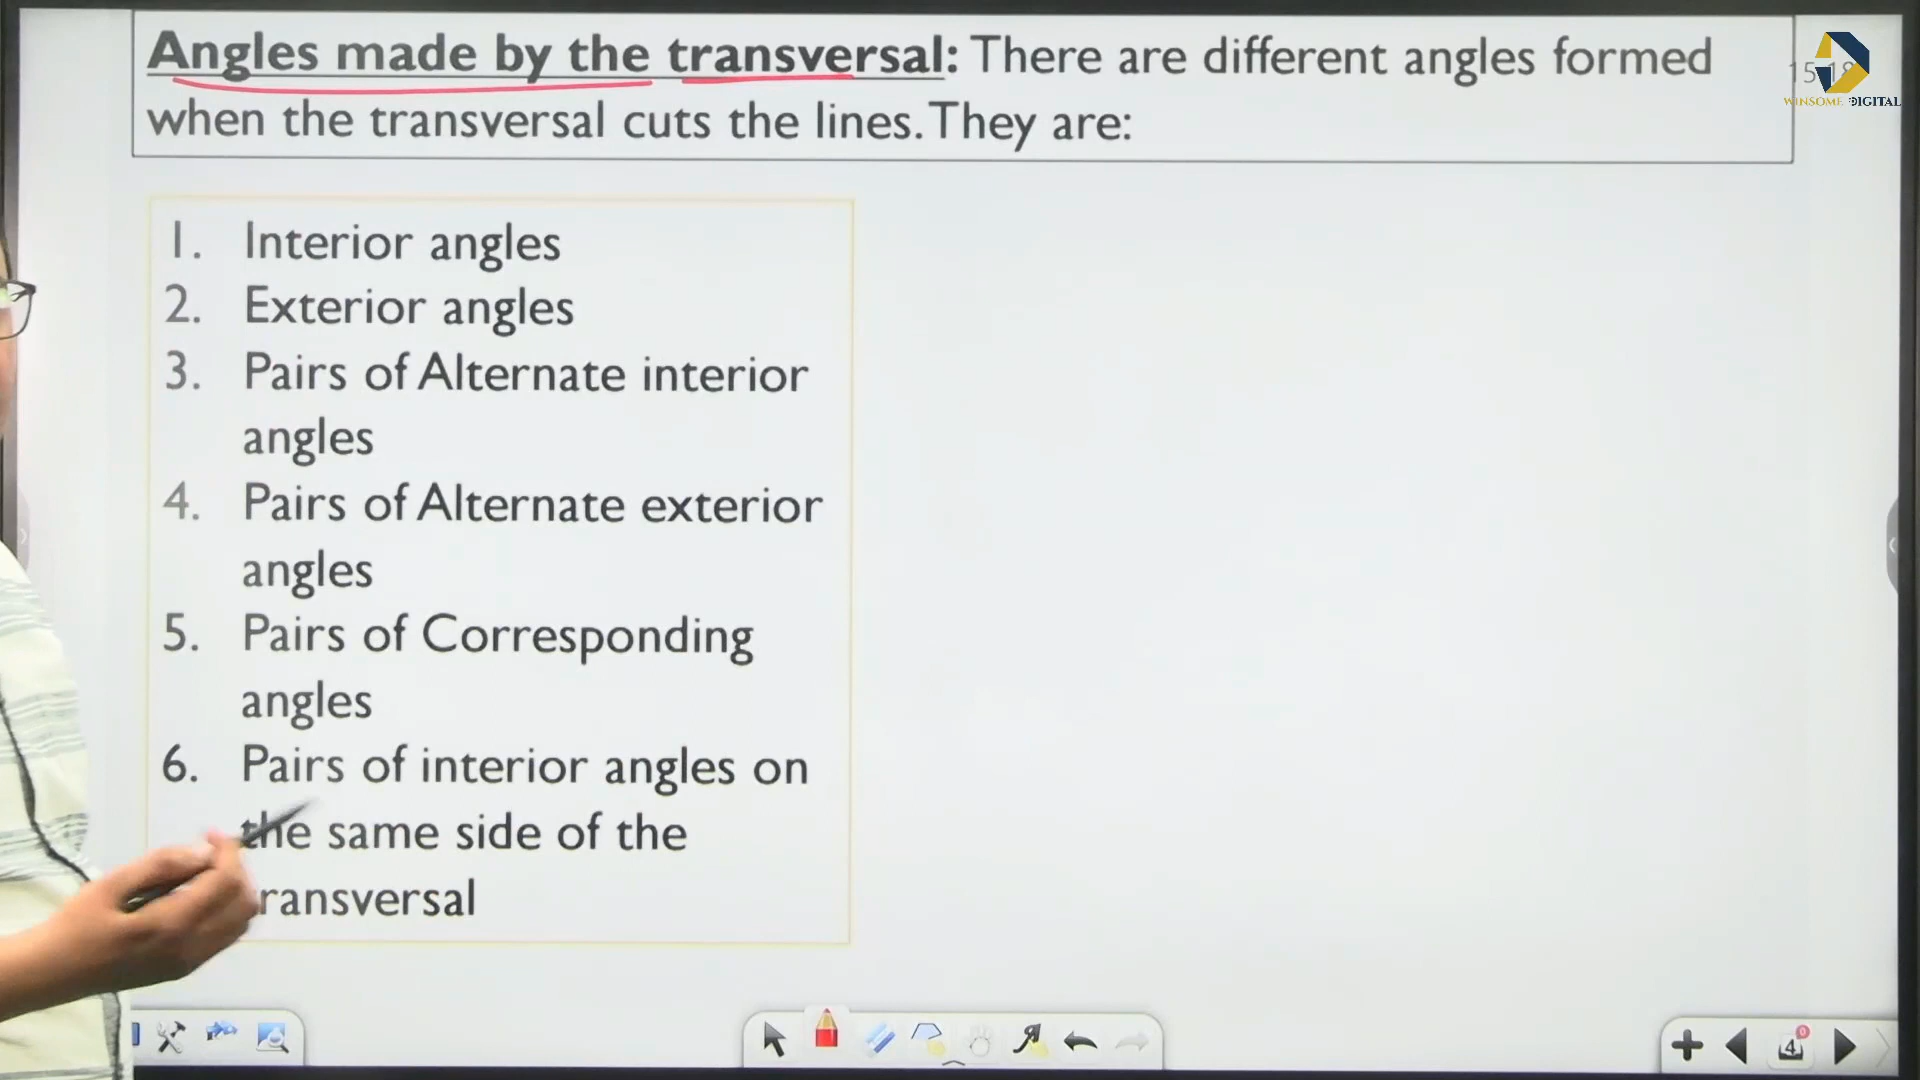 Angles made by the transversal: There are different angles formed
when the transversal cuts the lines. They are:
WINSOME DIGITAL
1. Interior angles
2. Exterior angles
3. Pairs of Alternate interior
angles
4. Pairs of Alternate exterior
angles
5. Pairs of Corresponding
angles
6. Pairs of interior angles on
the same side of the
ransversal
4